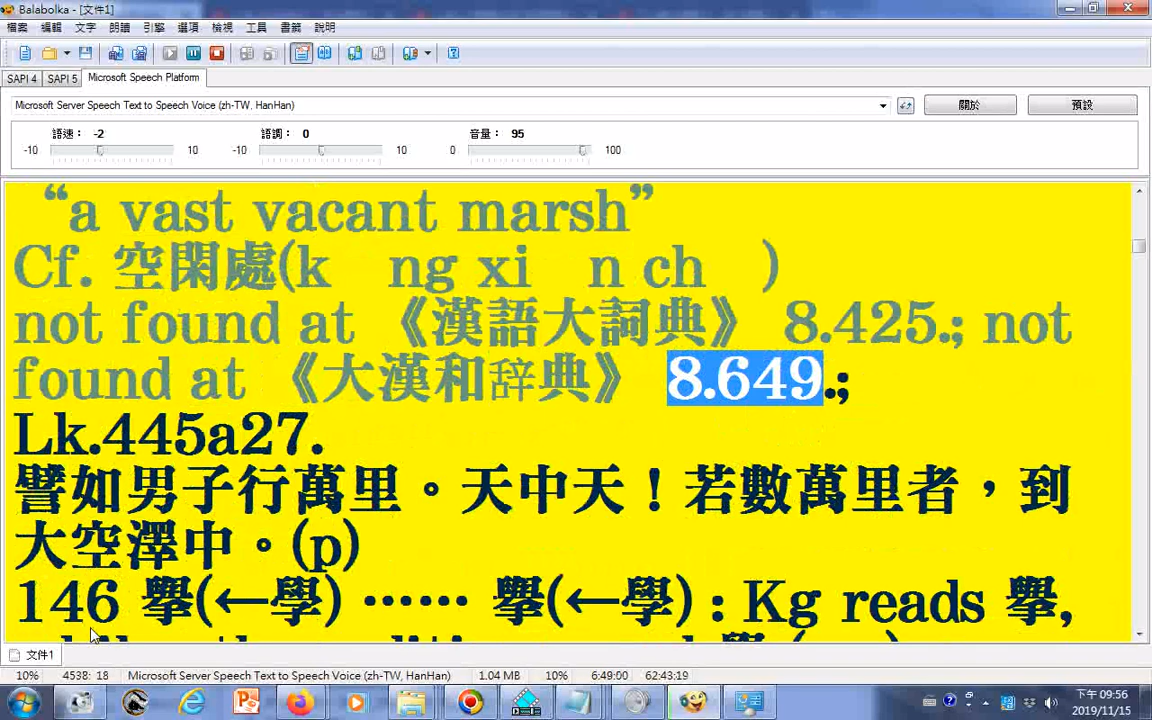 Balabolka - [文件1]
檔案 編輯 文字 朗讀 引擎 選項 檢視 工具 書籤 說明
SAPI 4 SAPI 5 Microsoft Speech Platform
Microsoft Server Speech Text to Speech Voice (zh-TW, HanHan) 關於 預設
語速： -2 語調： 0 音量： 95
-10 10 -10 10 0 100
“a vast vacant marsh”
Cf. 空閑處(k ng xi n ch )
not found at 《漢語大詞典》 8.425.; not
found at 《大漢和辞典》 8.649.;
Lk.445a27.
譬如男子行萬里。天中天！若數萬里者，到
大空澤中。(p)
146 擧(←學) …… 擧(←學) : Kg reads 擧,
文件1
10% 4538: 18 Microsoft Server Speech Text to Speech Voice (zh-TW, HanHan) 1.04 MB 10% 6:49:00 62:43:19
下午 09:56
2019/11/15